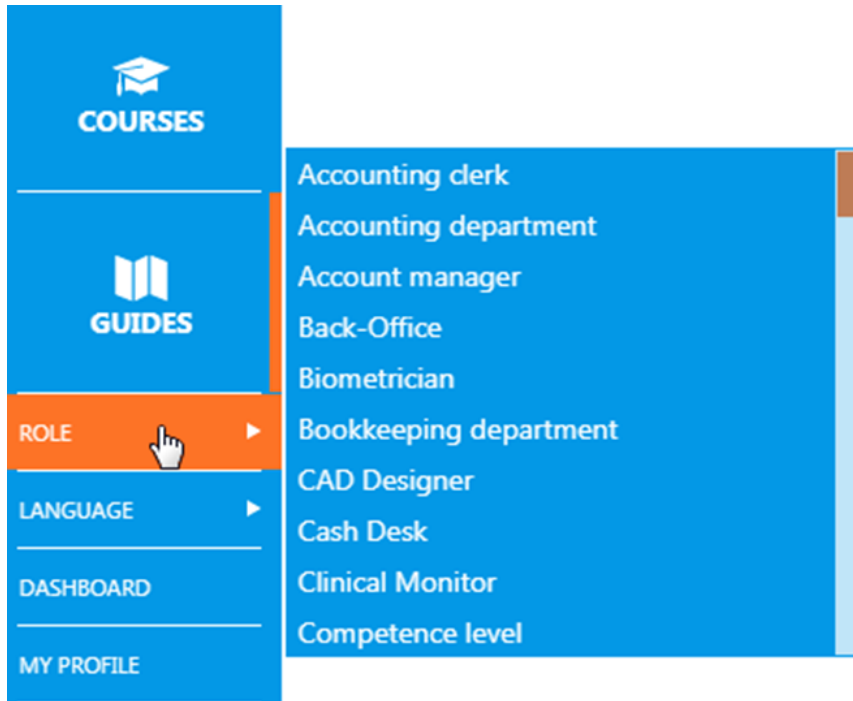 COURSES
GUIDES
ROLE
LANGUAGE
DASHBOARD
MY PROFILE
Accounting clerk
Accounting department
Account manager
Back-Office
Biometrician
Bookkeeping department
CAD Designer
Cash Desk
Clinical Monitor
Competence level